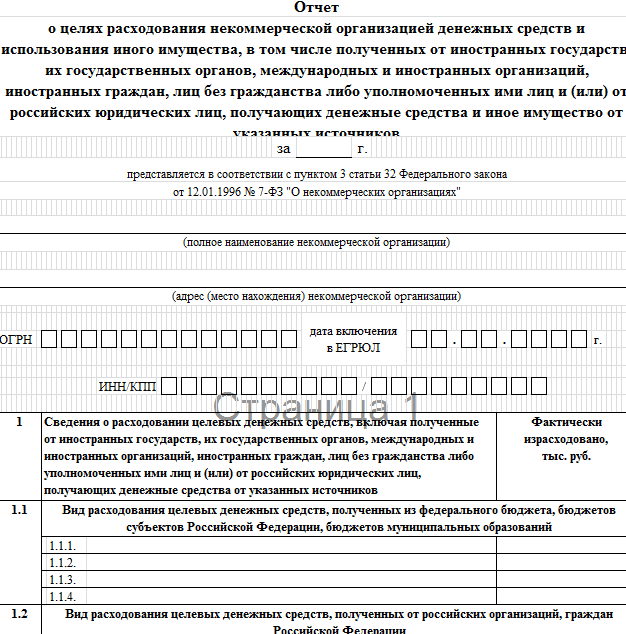 Отчет
о целях расходования некоммерческой организацией денежных средств и
использования иного имущества, в том числе полученных от иностранных государств
их государственных органов, международных и иностранных организаций,
иностранных граждан, лиц без гражданства либо уполномоченных ими лиц и (или) от
российских юридических лиц, получающих денежные средства и иное имущество от
указанных источников
за г.
представляется в соответствии с пунктом 3 статьи 32 Федерального закона
от 12.01.1996 № 7-ФЗ "О некоммерческих организациях"
(полное наименование некоммерческой организации)
(адрес (место нахождения) некоммерческой организации)
ОГРН дата включения
в ЕГРЮЛ . . г.
ИНН/КПП /
Страница 1
1 Сведения о расходовании целевых денежных средств, включая полученные
от иностранных государств, их государственных органов, международных и
иностранных организаций, иностранных граждан, лиц без гражданства либо
уполномоченных ими лиц и (или) от российских юридических лиц,
получающих денежные средства от указанных источников
Фактически
израсходовано,
тыс. руб.
1.1 Вид расходования целевых денежных средств, полученных из федерального бюджета, бюджетов
субъектов Российской Федерации, бюджетов муниципальных образований
1.1.1.
1.1.2.
1.1.3.
1.1.4.
1.2 Вид расходования целевых денежных средств, полученных от российских организаций, граждан
Российской Федерации